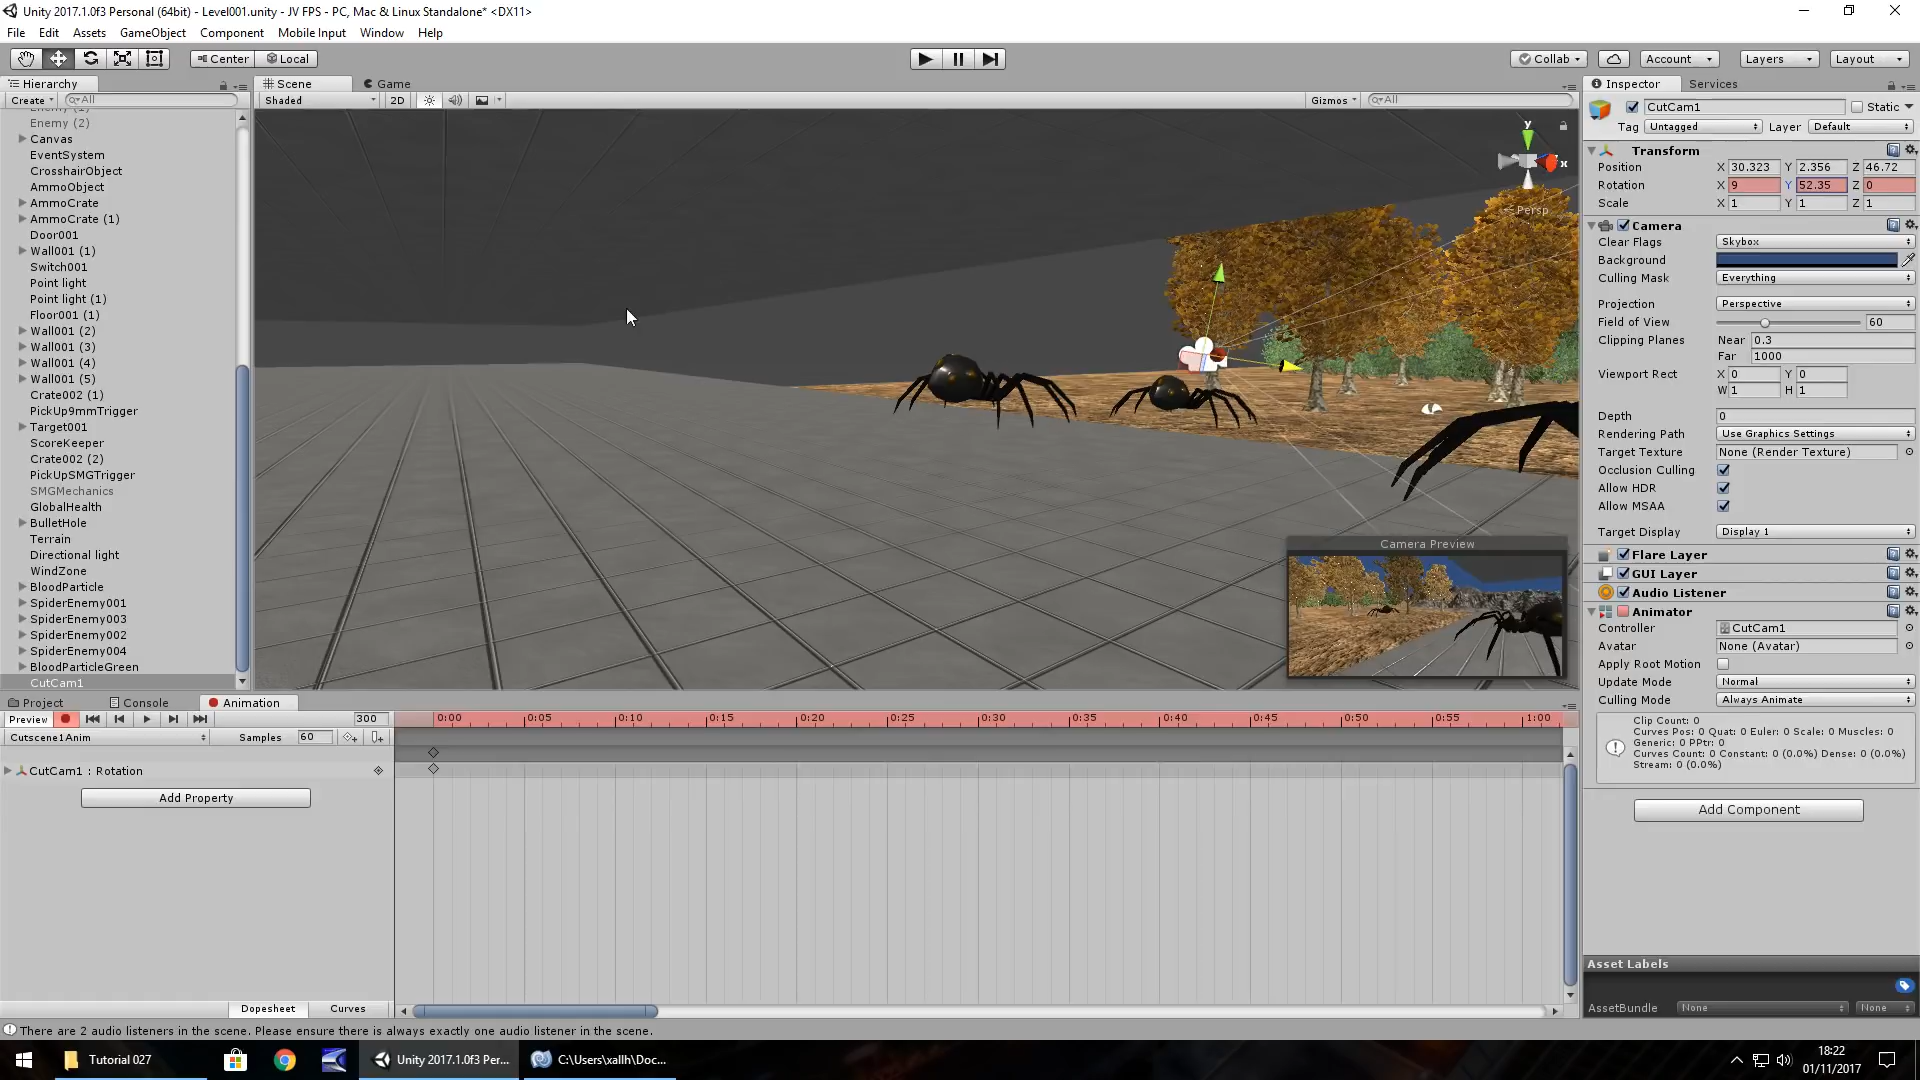 Unity 2017.1.0f3 Personal (64bit) - Level001.unity - JV FPS - PC, Mac & Linux Standalone* <DX11>
File Edit Assets GameObject Component Mobile Input Window Help
Center Local
Collab Account Layers Layout
Hierarchy
Create All
Enemy (1)
Enemy (2)
Canvas
EventSystem
CrosshairObject
AmmoObject
AmmoCrate
AmmoCrate (1)
Door001
Wall001 (1)
Switch001
Point light
Point light (1)
Floor001 (1)
Wall001 (2)
Wall001 (3)
Wall001 (4)
Wall001 (5)
Crate002 (1)
PickUp9mmTrigger
Target001
ScoreKeeper
Crate002 (2)
PickUpSMGTrigger
SMGMechanics
GlobalHealth
BulletHole
Terrain
Directional light
WindZone
BloodParticle
SpiderEnemy001
SpiderEnemy003
SpiderEnemy002
SpiderEnemy004
BloodParticleGreen
CutCam1
Scene Game
Shaded 2D Gizmos All
y
x
Persp
Camera Preview
Inspector Services
CutCam1 Static
Tag Untagged Layer Default
Transform
Position X 30.323 Y 2.356 Z 46.72
Rotation X 9 Y 52.35 Z 0
Scale X 1 Y 1 Z 1
Camera
Clear Flags Skybox
Background
Culling Mask Everything
Projection Perspective
Field of View 60
Clipping Planes Near 0.3
Far 1000
Viewport Rect X 0 Y 0
W 1 H 1
Depth 0
Rendering Path Use Graphics Settings
Target Texture None (Render Texture)
Occlusion Culling
Allow HDR
Allow MSAA
Target Display Display 1
Flare Layer
GUI Layer
Audio Listener
Animator
Controller CutCam1
Avatar None (Avatar)
Apply Root Motion
Update Mode Normal
Culling Mode Always Animate
Clip Count: 0
Curves Pos: 0 Quat: 0 Euler: 0 Scale: 0 Muscles: 0
Generic: 0 PPtr: 0
Curves Count: 0 Constant: 0 (0.0%) Dense: 0 (0.0%)
Stream: 0 (0.0%)
Add Component
Asset Labels
AssetBundle None None
Project Console Animation
Preview 300
0:00 0:05 0:10 0:15 0:20 0:25 0:30 0:35 0:40 0:45 0:50 0:55 1:00
Cutscene1Anim Samples 60
CutCam1 : Rotation
Add Property
Dopesheet Curves
There are 2 audio listeners in the scene. Please ensure there is always exactly one audio listener in the scene.
Tutorial 027
Unity 2017.1.0f3 Per...
C:\Users\xallh\Doc...
18:22
01/11/2017